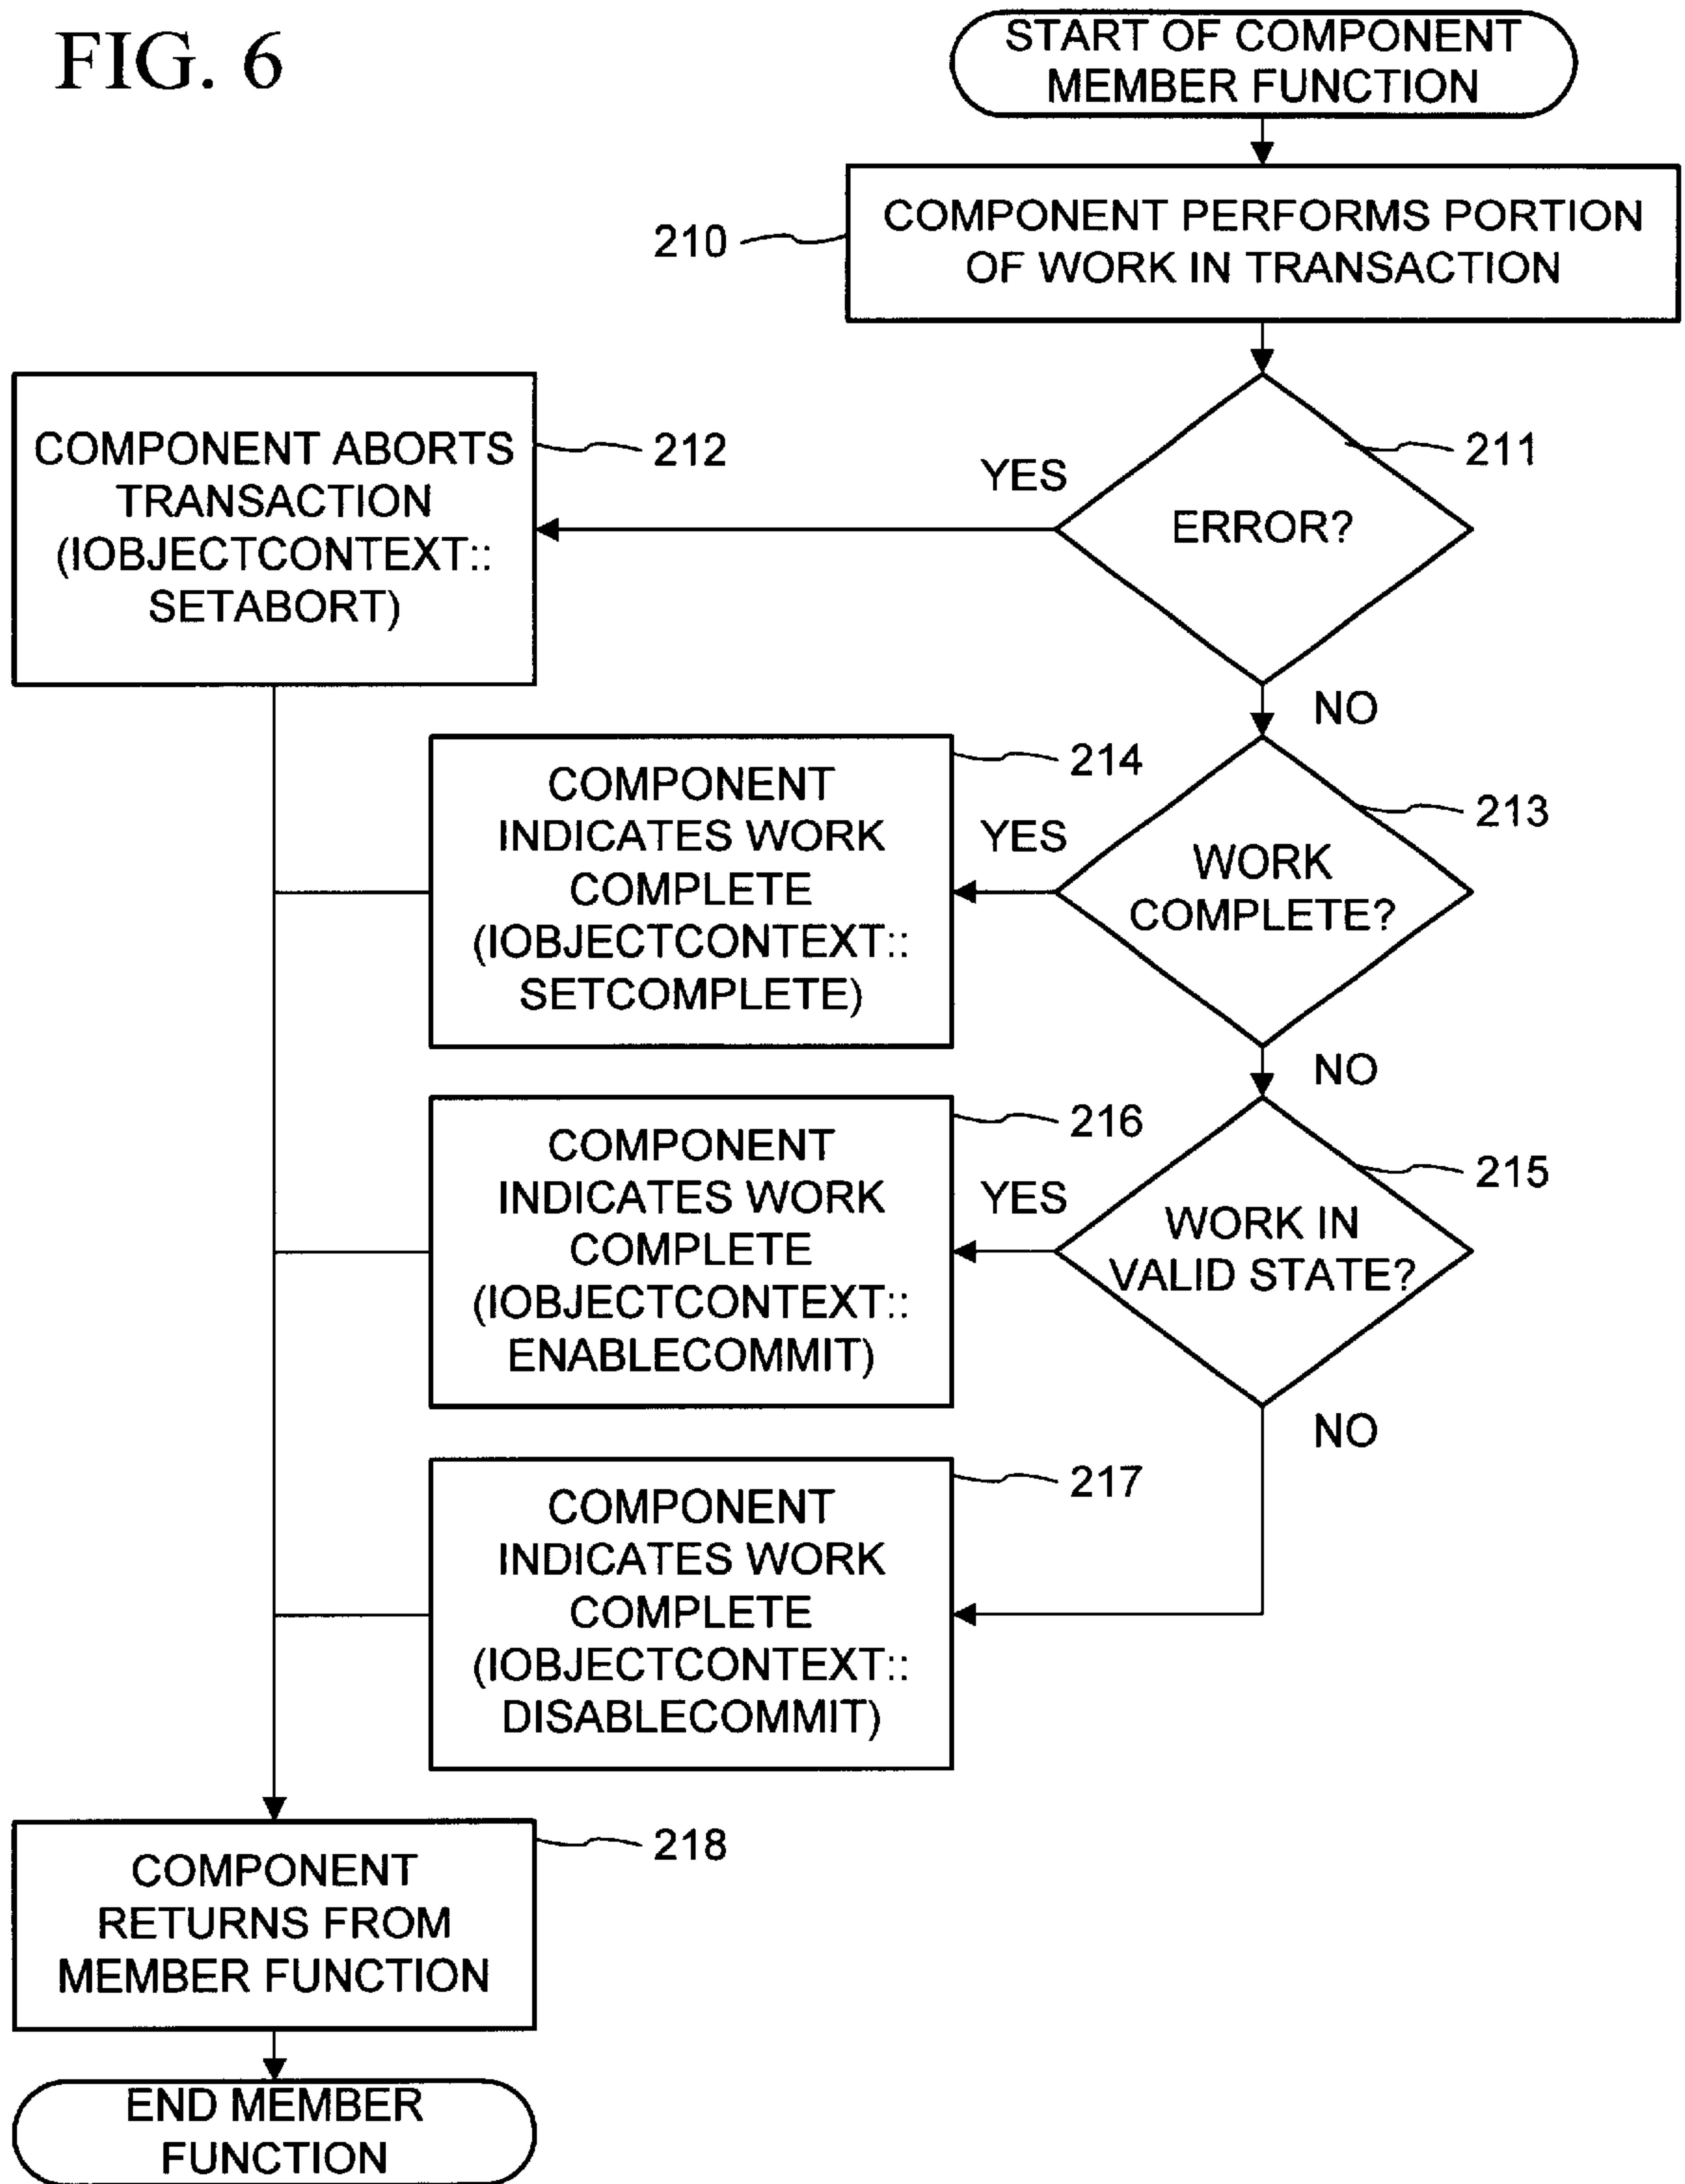 FIG. 6
START OF COMPONENT
MEMBER FUNCTION
210
COMPONENT PERFORMS PORTION
OF WORK IN TRANSACTION
COMPONENT ABORTS
TRANSACTION
(IOBJECTCONTEXT::
SETABORT)
212
YES
211
ERROR?
NO
COMPONENT
INDICATES WORK
COMPLETE
(IOBJECTCONTEXT::
SETCOMPLETE)
214
YES
213
WORK
COMPLETE?
NO
COMPONENT
INDICATES WORK
COMPLETE
(IOBJECTCONTEXT::
ENABLECOMMIT)
216
YES
215
WORK IN
VALID STATE?
NO
COMPONENT
INDICATES WORK
COMPLETE
(IOBJECTCONTEXT::
DISABLECOMMIT)
217
COMPONENT
RETURNS FROM
MEMBER FUNCTION
218
END MEMBER
FUNCTION